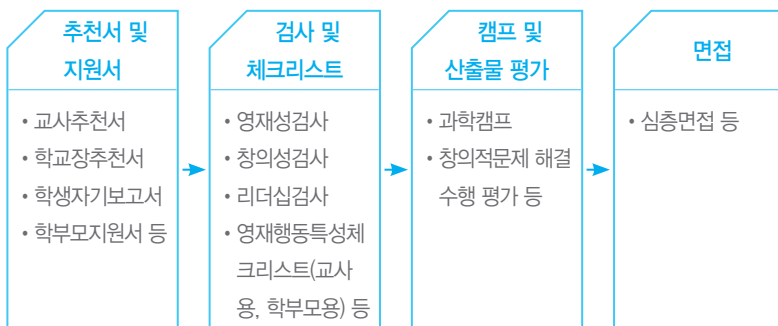 추천서 및
지원서
• 교사추천서
• 학교장추천서
• 학생자기보고서
• 학부모지원서 등
검사 및
체크리스트
• 영재성검사
• 창의성검사
• 리더십검사
• 영재행동특성체
크리스트(교사
용, 학부모용) 등
캠프 및
산출물 평가
• 과학캠프
• 창의적문제 해결
수행 평가 등
면접
• 심층면접 등